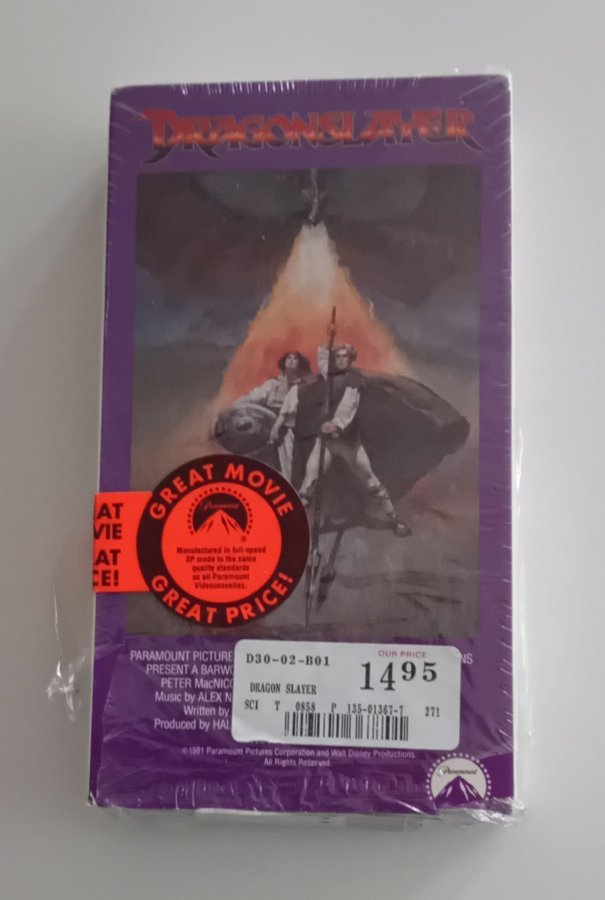 DRAGONSLAYER
GREAT MOVIE
Paramount
®
Manufactured in full-speed
SP mode to the same
quality standards
as all Paramount
Videocassettes.
GREAT PRICE!
AT
VIE
AT
CE!
PARAMOUNT PICTURE
NS
PRESENT A BARWO
PETER MacNICO
Music by ALEX N
Written by
Produced by HAL
D30-02-B01
OUR PRICE
14 95
DRAGON SLAYER
SCI T 0858 P 135-01367-7 271
©1981 Paramount Pictures Corporation and Walt Disney Productions.
All Rights Reserved.
Paramount